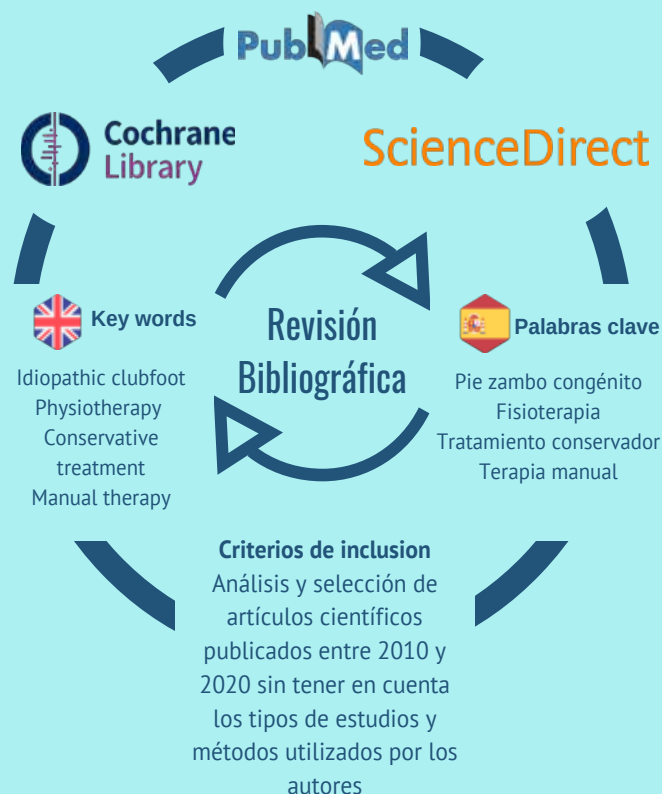 PubMed
Cochrane
Library
ScienceDirect
Key words
Idiopathic clubfoot
Physiotherapy
Conservative
treatment
Manual therapy
Revisión
Bibliográfica
Palabras clave
Pie zambo congénito
Fisioterapia
Tratamiento conservador
Terapia manual
Criterios de inclusion
Análisis y selección de
artículos científicos
publicados entre 2010 y
2020 sin tener en cuenta
los tipos de estudios y
métodos utilizados por los
autores